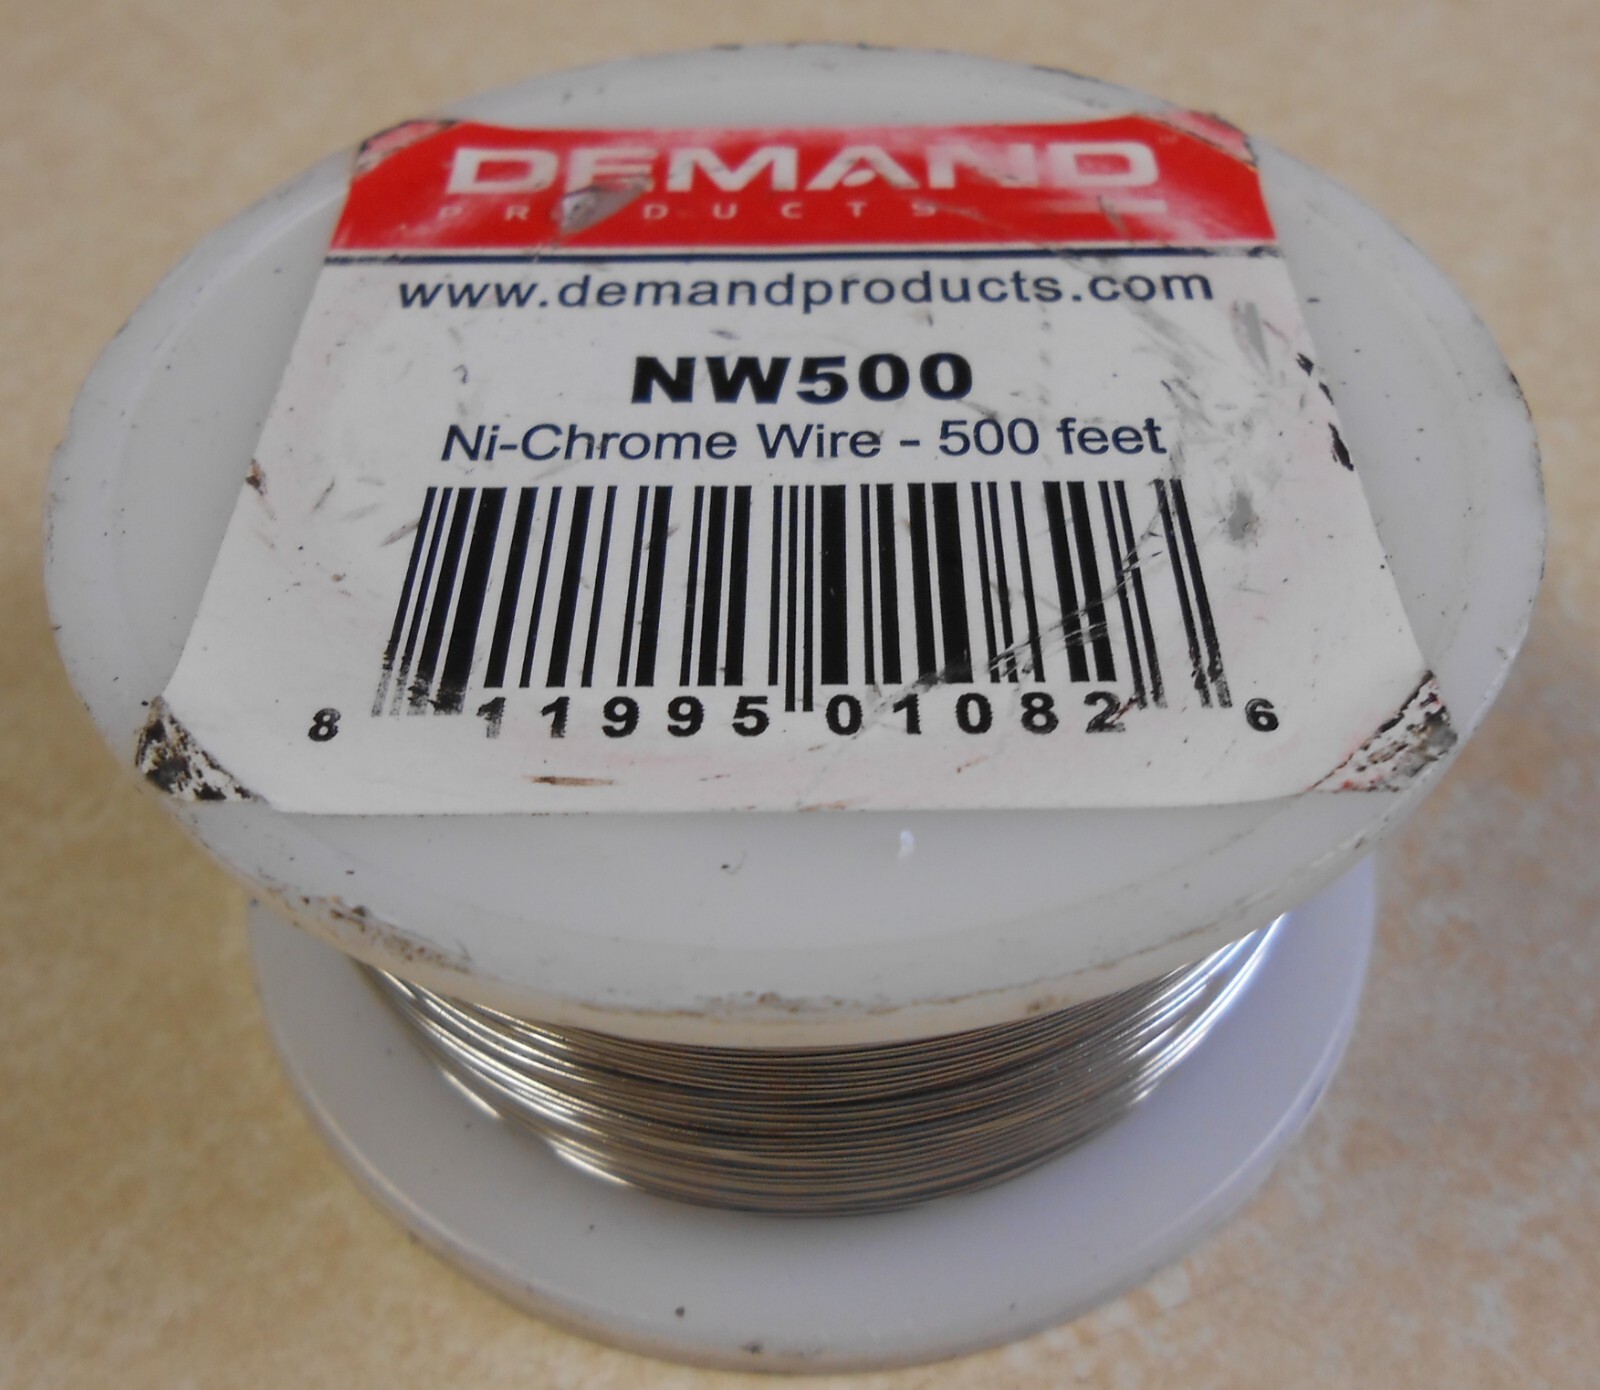 DEMAND
PRODUCTS
www.demandproducts.com
NW500
Ni-Chrome Wire - 500 feet
8 11995 01082 6